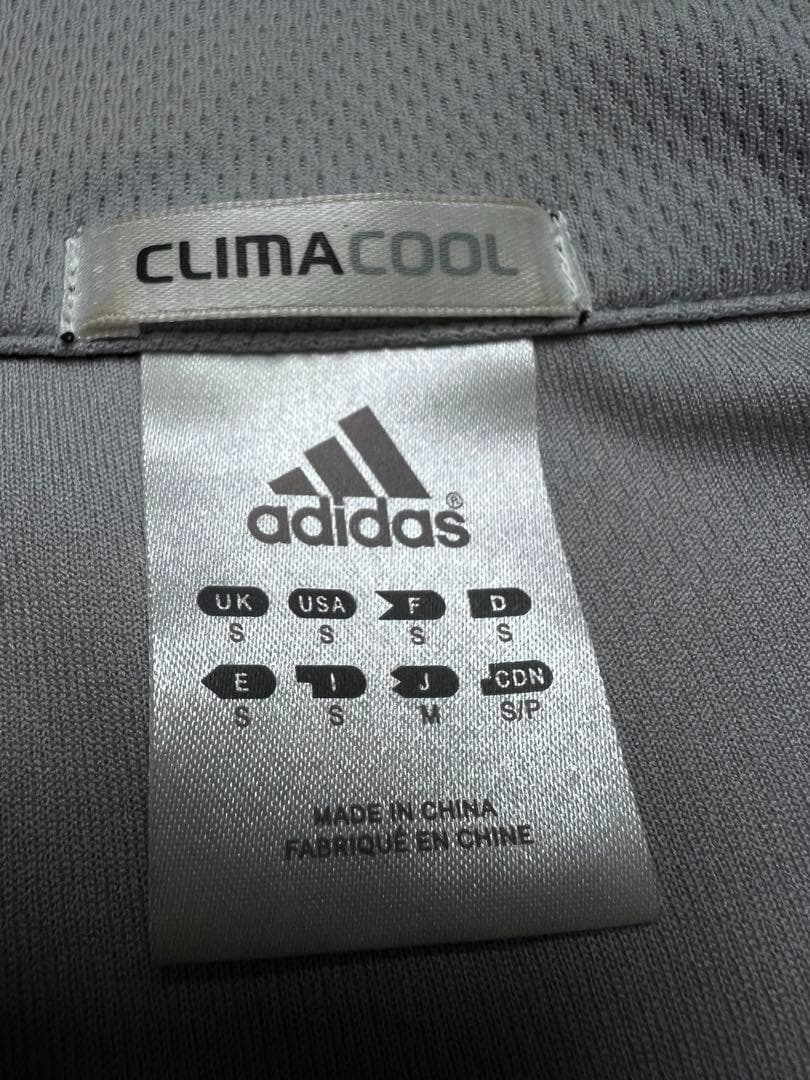 CLIMACOOL
adidas®
UK USA F D
S S S S
E I J CDN
S S M S/P
MADE IN CHINA
FABRIQUÉ EN CHINE